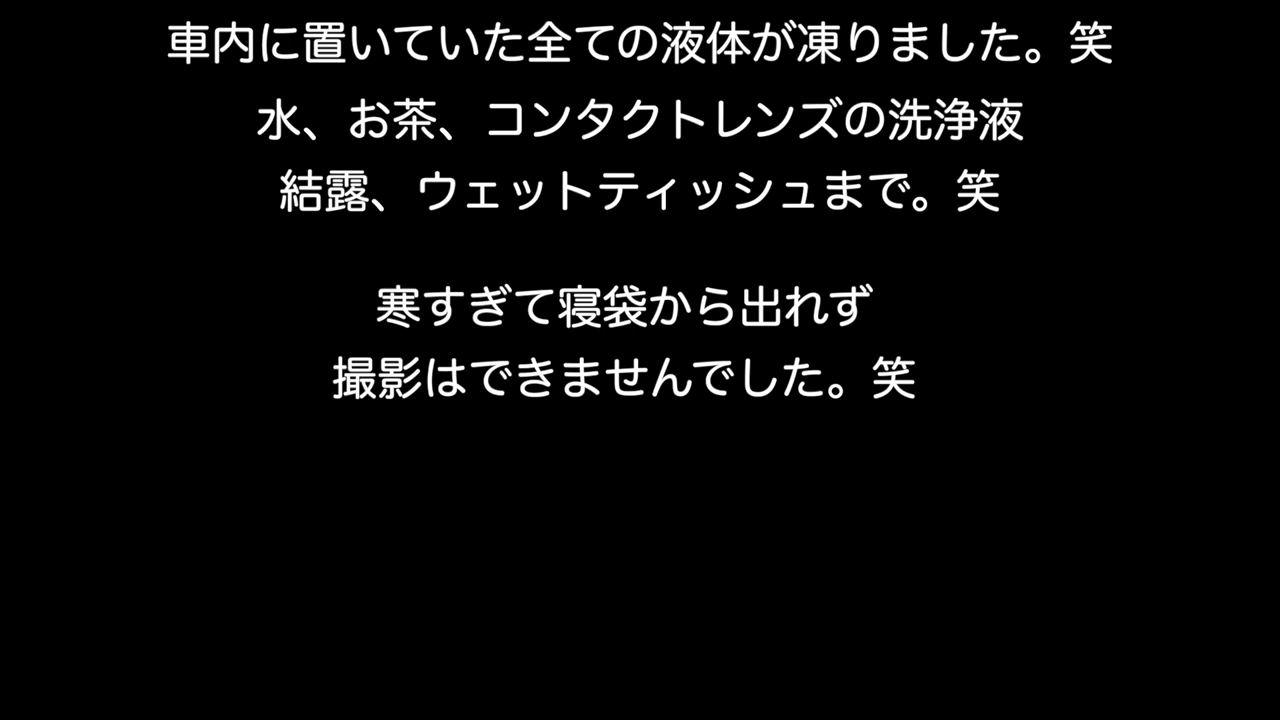 車内に置いていた全ての液体が凍りました。笑
水、お茶、コンタクトレンズの洗浄液
結露、ウェットティッシュまで。笑
寒すぎて寝袋から出れず
撮影はできませんでした。笑